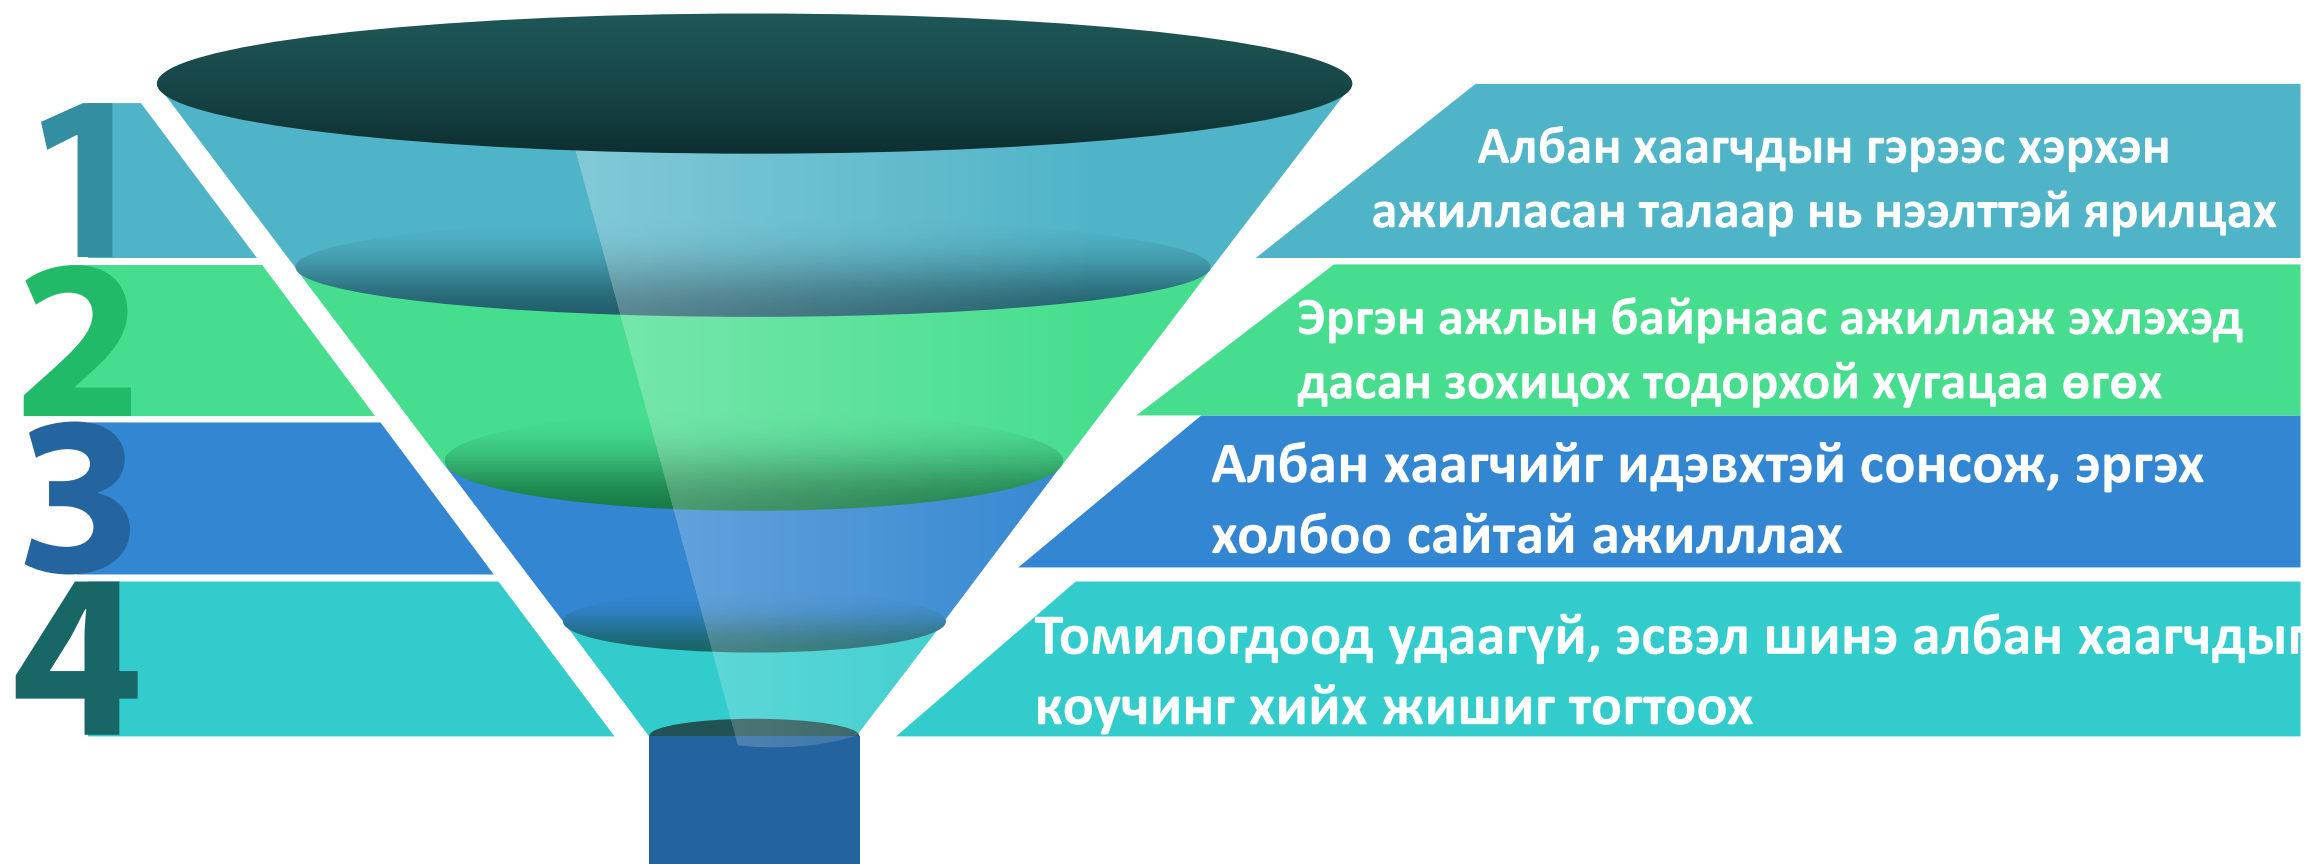 1
Албан хаагчдын гэрээс хэрхэн
ажилласан талаар нь нээлттэй ярилцах
2
Эргэн ажлын байрнаас ажиллаж эхлэхэд
дасан зохицох тодорхой хугацаа өгөх
3
Албан хаагчийг идэвхтэй сонсож, эргэх
холбоо сайтай ажилллах
4
Томилогдоод удаагүй, эсвэл шинэ албан хаагчдыг
коучинг хийх жишиг тогтоох